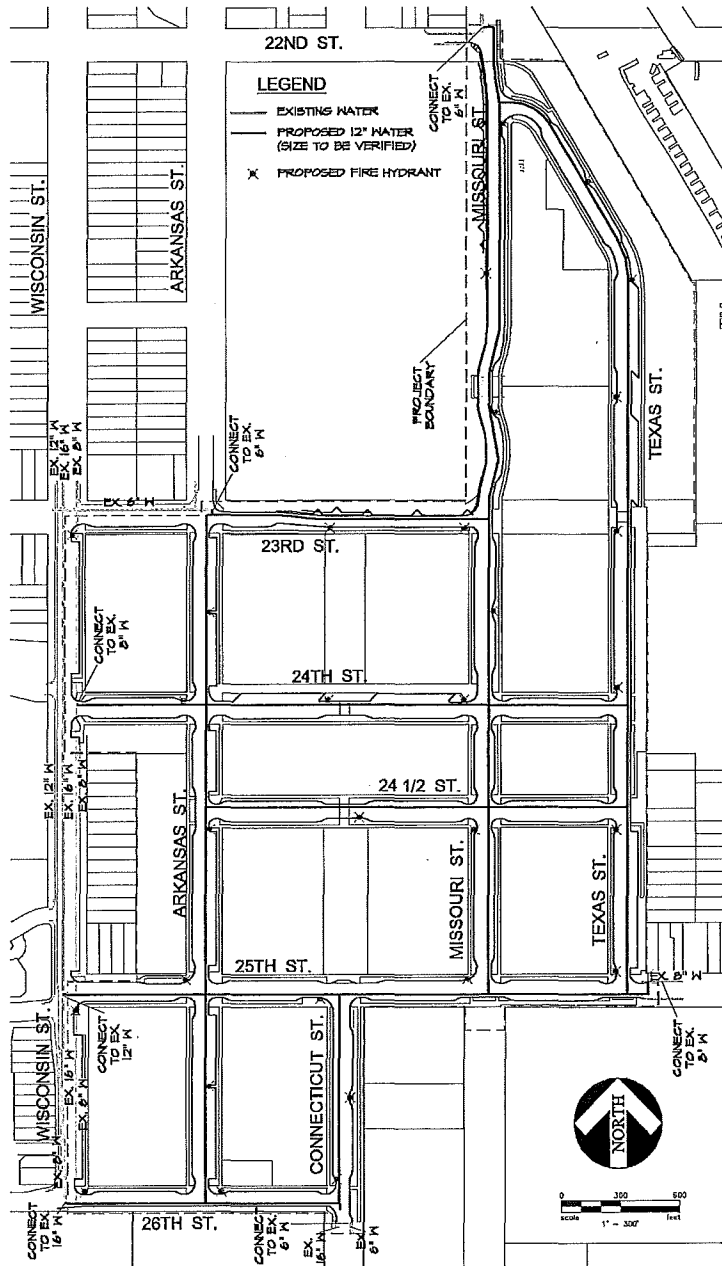 22ND ST.
LEGEND
EXISTING WATER
PROPOSED 12" WATER
(SIZE TO BE VERIFIED)
PROPOSED FIRE HYDRANT
CONNECT
TO EX.
6" W
MISSOURI ST.
WISCONSIN ST.
ARKANSAS ST.
PROJECT
BOUNDARY
TEXAS ST.
EX. 12" W
EX. 16" W
EX. 8" W
CONNECT
TO EX.
6" W
EX. 6" W
23RD ST.
CONNECT
TO EX.
8" W
24TH ST.
EX. 12" W
EX. 16" W
EX. 8" W
24 1/2 ST.
ARKANSAS ST.
MISSOURI ST.
TEXAS ST.
25TH ST.
EX. 8" W
CONNECT
TO EX.
8" W
CONNECT
TO EX.
12" W
WISCONSIN ST.
EX. 16" W
EX. 8" W
EX. 8" W
CONNECTICUT ST.
NORTH
0 300 600
scale 1" = 300' feet
CONNECT
TO EX.
16" W
26TH ST.
CONNECT
TO EX.
6" W
EX.
16" W
EX.
6" W